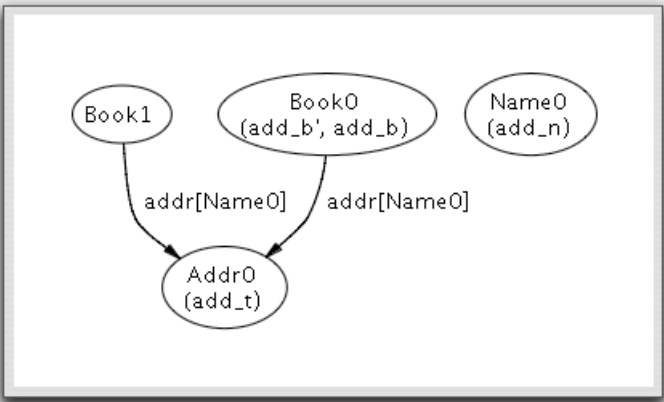 Book1
Book0
(add_b', add_b)
Name0
(add_n)
addr[Name0]
addr[Name0]
Addr0
(add_t)